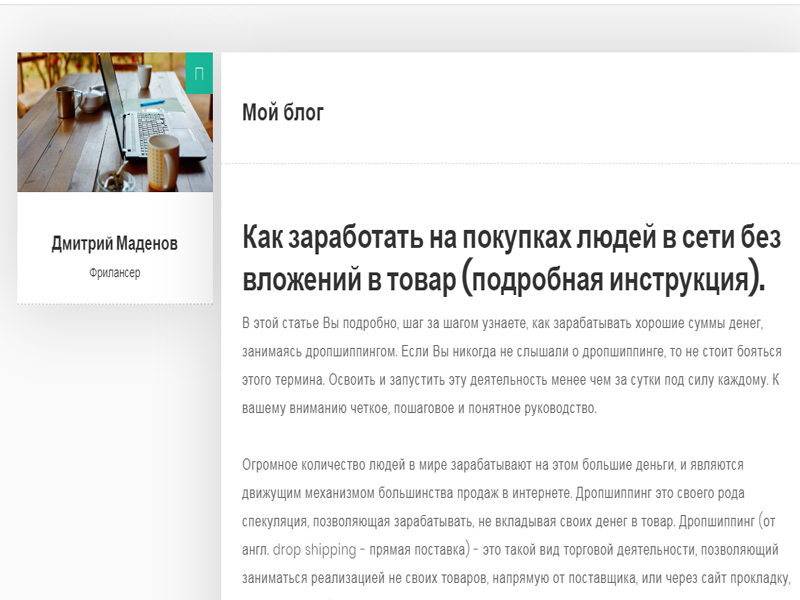 Мой блог
Дмитрий Маденов
Фрилансер
Как заработать на покупках людей в сети без
вложений в товар (подробная инструкция).
В этой статье Вы подробно, шаг за шагом узнаете, как зарабатывать хорошие суммы денег,
занимаясь дропшиппингом. Если Вы никогда не слышали о дропшиппинге, то не стоит бояться
этого термина. Освоить и запустить эту деятельность менее чем за сутки под силу каждому. К
вашему вниманию четкое, пошаговое и понятное руководство.
Огромное количество людей в мире зарабатывают на этом большие деньги, и являются
движущим механизмом большинства продаж в интернете. Дропшиппинг это своего рода
спекуляция, позволяющая зарабатывать, не вкладывая своих денег в товар. Дропшиппинг (от
англ. drop shipping - прямая поставка) - это такой вид торговой деятельности, позволяющий
заниматься реализацией не своих товаров, напрямую от поставщика, или через сайт прокладку,